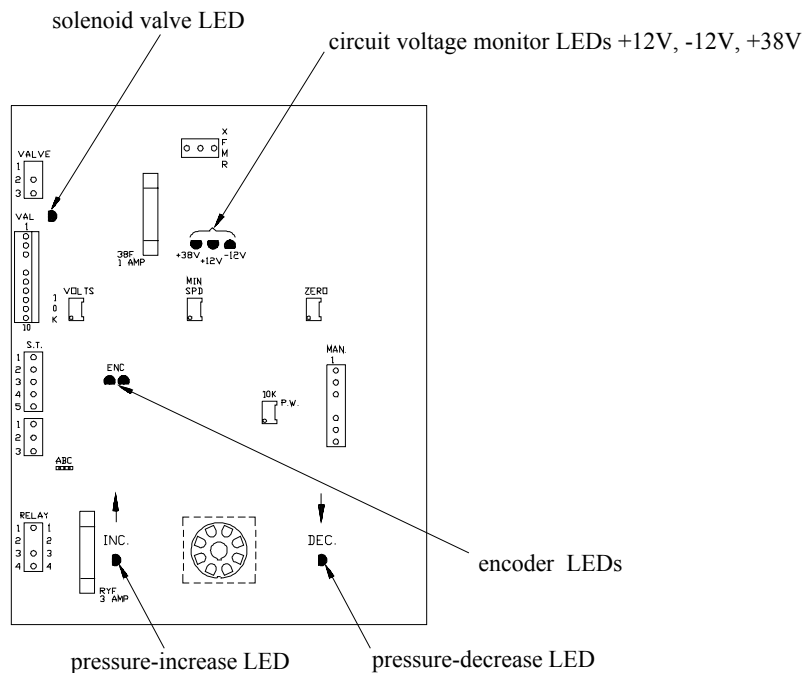 solenoid valve LED
circuit voltage monitor LEDs +12V, -12V, +38V
X
F
M
R
VALVE
1
2
3
VAL
1
10
38F
1 AMP
+38V +12V -12V
1
0
K
VOLTS
MIN
SPD
ZERO
S.T.
1
2
3
4
5
ENC
MAN.
1
10K
P.W.
1
2
3
ABC
RELAY
1 1
2 2
3 3
4 4
INC.
DEC.
RYF
3 AMP
encoder LEDs
pressure-increase LED
pressure-decrease LED